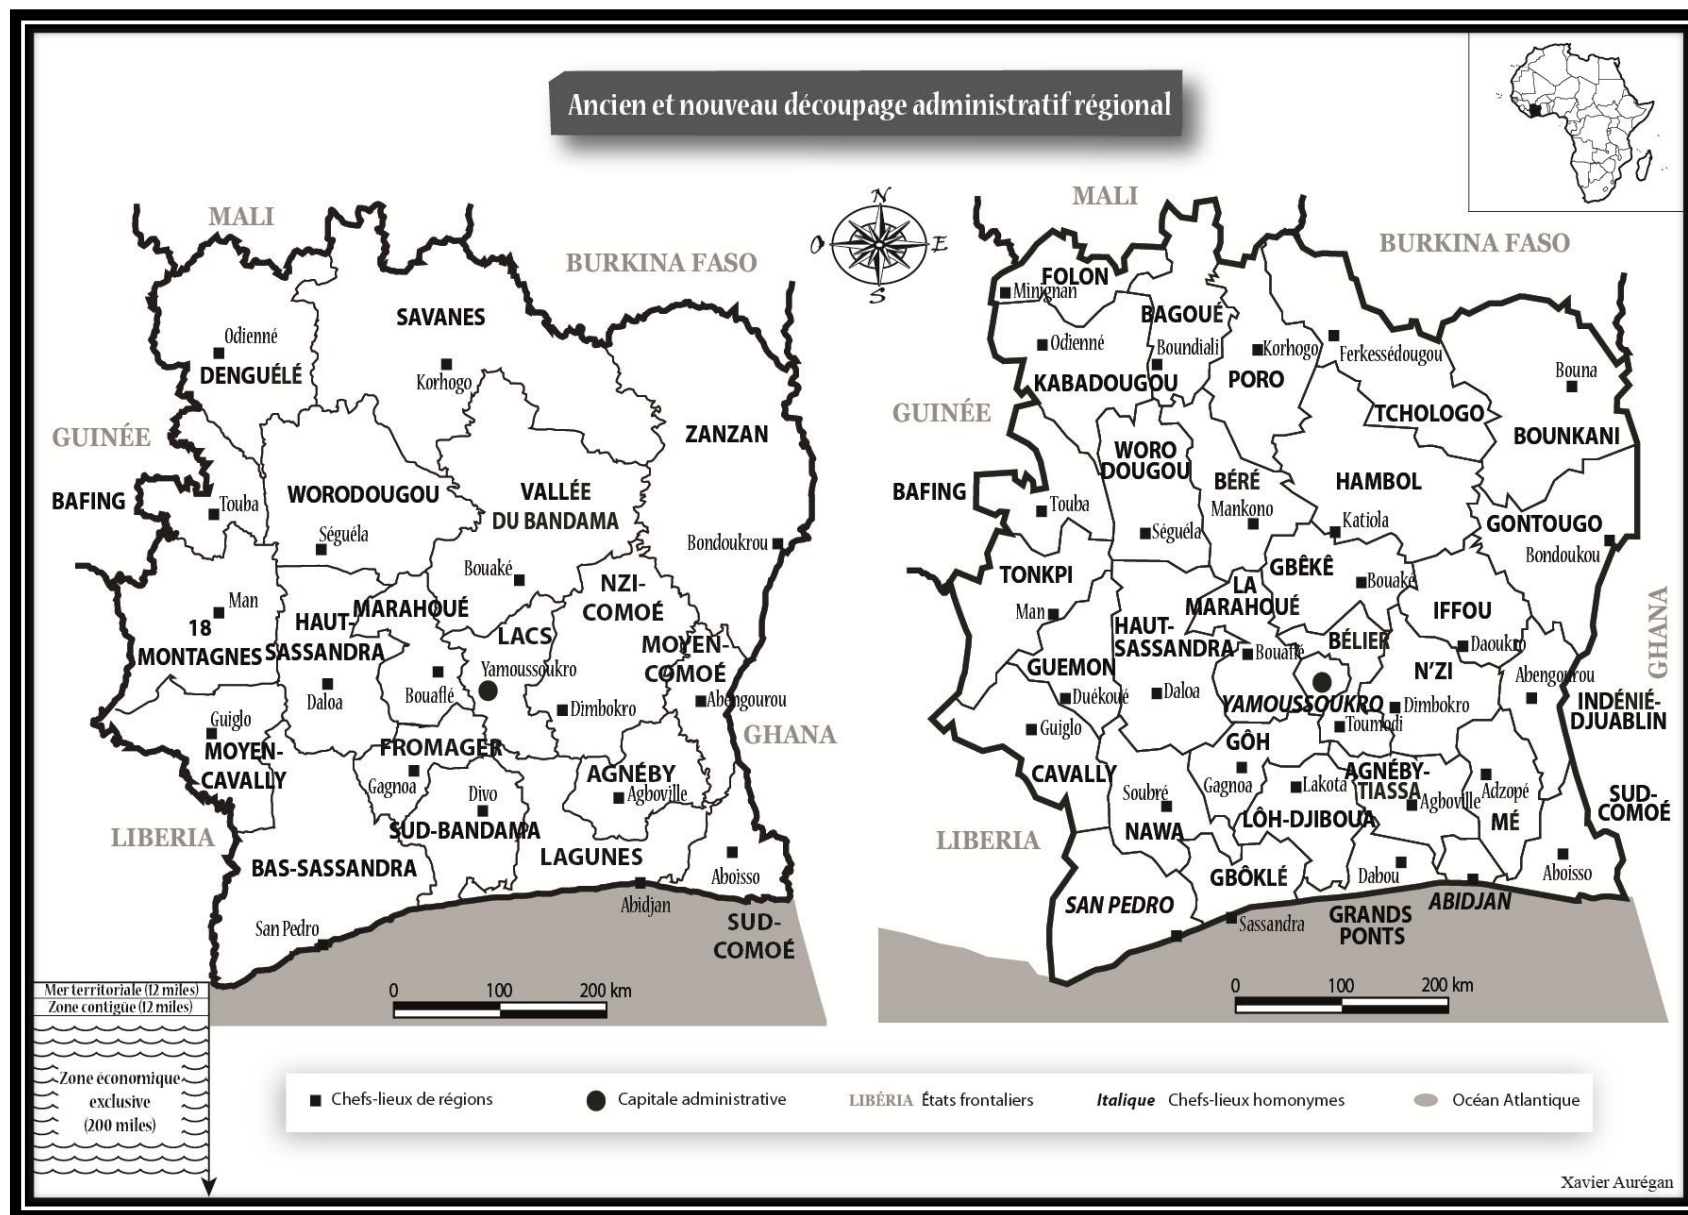 Ancien et nouveau découpage administratif régional
MALI
BURKINA FASO
N
O
E
S
SAVANES
Odienné
DENGUÉLÉ
Korhogo
GUINÉE
ZANZAN
BAFING
Touba
WORODOUGOU
VALLÉE
DU BANDAMA
Séguéla
Bondoukrou
Bouaké
NZI-
COMOÉ
Man
18
MONTAGNES
HAUT-
SASSANDRA
MARAHOUÉ
LACS
MOYEN-
COMOÉ
Yamoussoukro
Daloa
Bouaflé
Dimbokro
Abengourou
Guiglo
MOYEN-
CAVALLY
FROMAGER
GHANA
Gagnoa
Divo
AGNÉBY
Agboville
LIBERIA
SUD-BANDAMA
LAGUNES
BAS-SASSANDRA
Aboisso
Abidjan
San Pedro
SUD-
COMOÉ
0 100 200 km
MALI
BURKINA FASO
FOLON
Minignan
BAGOUÉ
Odienné
Boundiali
Korhogo
Ferkessédougou
KABADOUGOU
PORO
Bouna
GUINÉE
TCHOLOGO
BOUNKANI
WORO
DOUGOU
BAFING
BÉRÉ
HAMBOL
Touba
Mankono
Katiola
GONTOUGO
Séguéla
Bondoukou
TONKPI
GBÊKÊ
Bouaké
LA
MARAHOUÉ
IFFOU
Man
HAUT-
SASSANDRA
BÉLIER
Daoukro
GHANA
Bouaflé
GUEMON
N'ZI
Abengourou
Duékoué
Daloa
YAMOUSSOUKRO
Dimbokro
INDÉNIÉ-
DJUABLIN
Guiglo
Toumodi
GÔH
CAVALLY
Gagnoa
Lakota
AGNÉBY-
TIASSA
Agboville
Adzopé
SUD-
COMOÉ
Soubré
NAWA
LÔH-DJIBOUA
MÉ
LIBERIA
GBÔKLÉ
Dabou
Aboisso
SAN PEDRO
Sassandra
GRANDS
PONTS
ABIDJAN
0 100 200 km
Mer territoriale (12 miles)
Zone contigüe (12 miles)
Zone économique
exclusive
(200 miles)
Chefs-lieux de régions
Capitale administrative
LIBÉRIA États frontaliers
Italique Chefs-lieux homonymes
Océan Atlantique
Xavier Aurégan